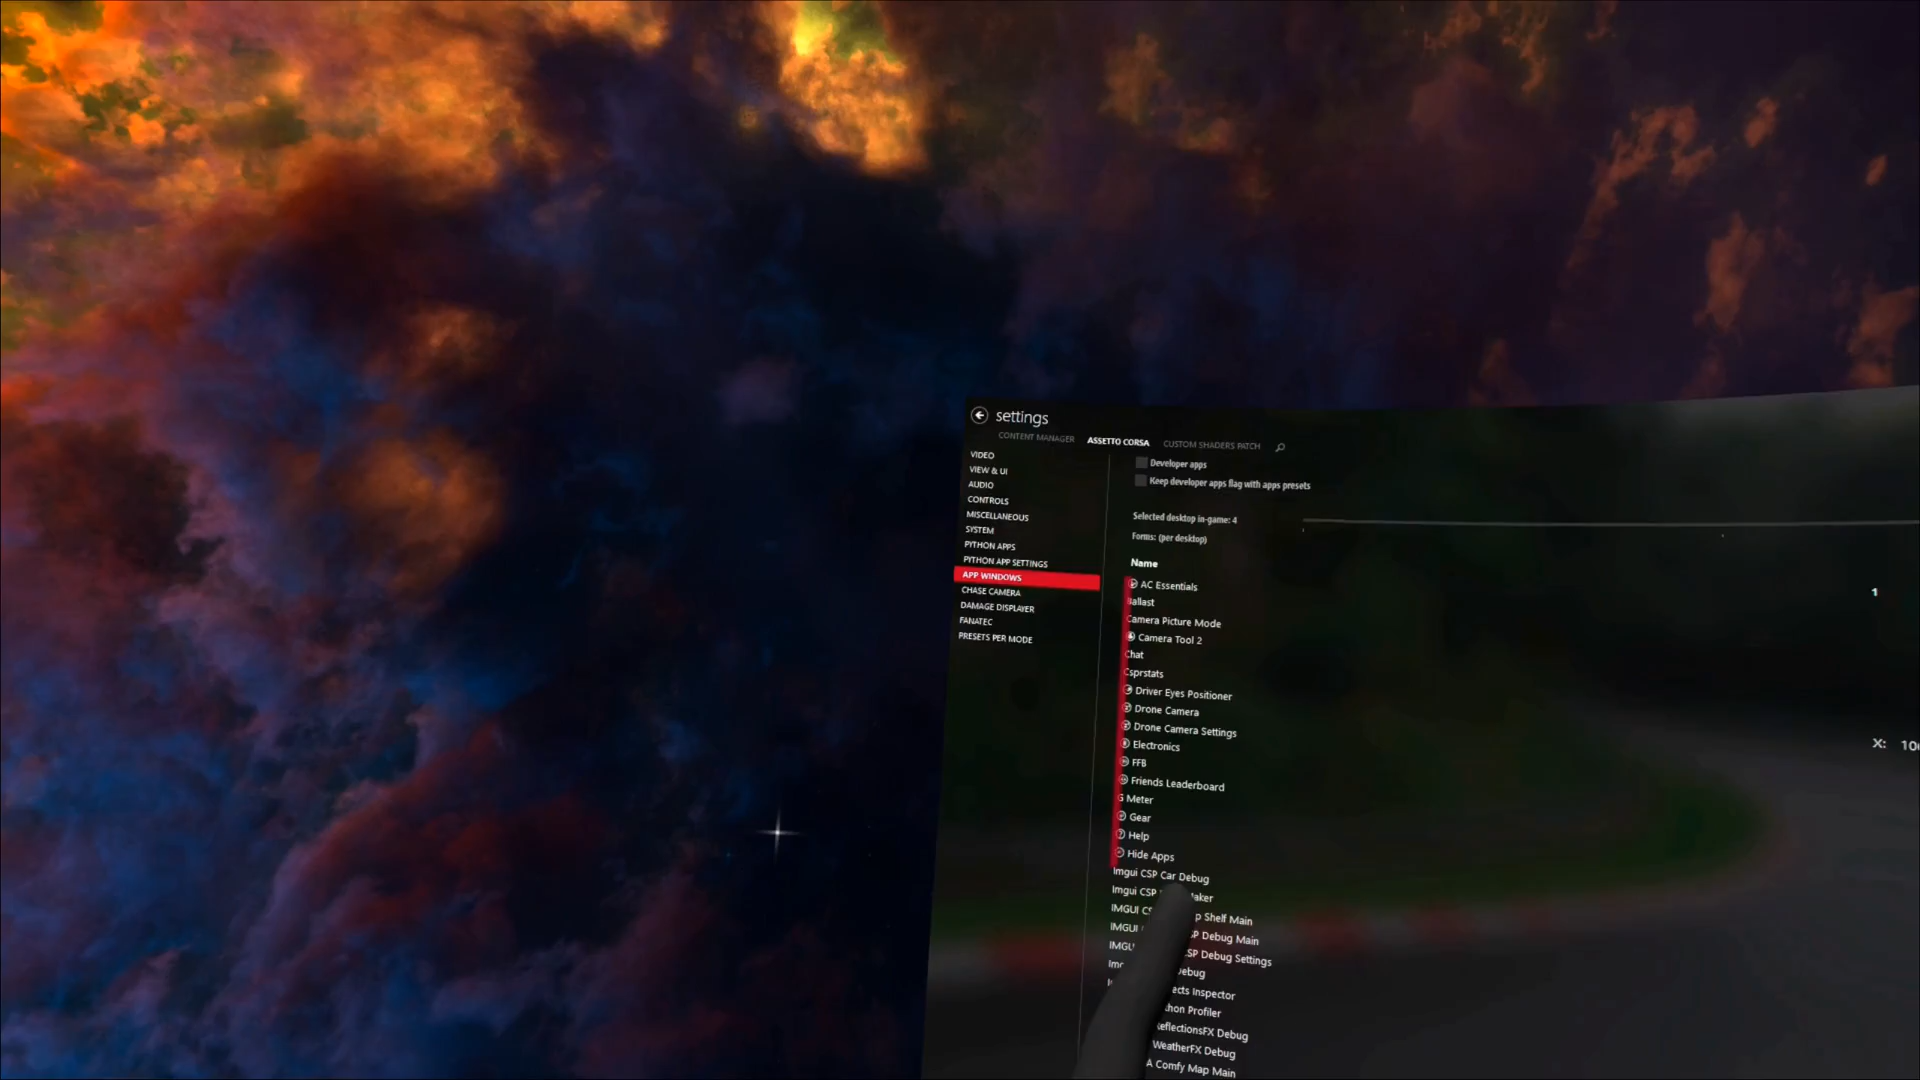 settings
CONTENT MANAGER ASSETTO CORSA CUSTOM SHADERS PATCH
VIDEO
VIEW & UI
AUDIO
CONTROLS
MISCELLANEOUS
SYSTEM
PYTHON APPS
PYTHON APP SETTINGS
APP WINDOWS
CHASE CAMERA
DAMAGE DISPLAYER
FANATEC
PRESETS PER MODE
Developer apps
Keep developer apps flag with apps presets
Selected desktop in-game: 4
Forms: (per desktop)
Name
AC Essentials
1
Ballast
Camera Picture Mode
Camera Tool 2
Chat
Csprstats
Driver Eyes Positioner
Drone Camera
Drone Camera Settings
Electronics
X:
FFB
Friends Leaderboard
G Meter
Gear
Help
Hide Apps
Imgui CSP Car Debug
Imgui CSP
IMGUI Shelf Main
IMGUI Debug Main
Debug Settings
Debug
Inspector
Profiler
Debug
WeatherFX Debug
A Comfy Map Main